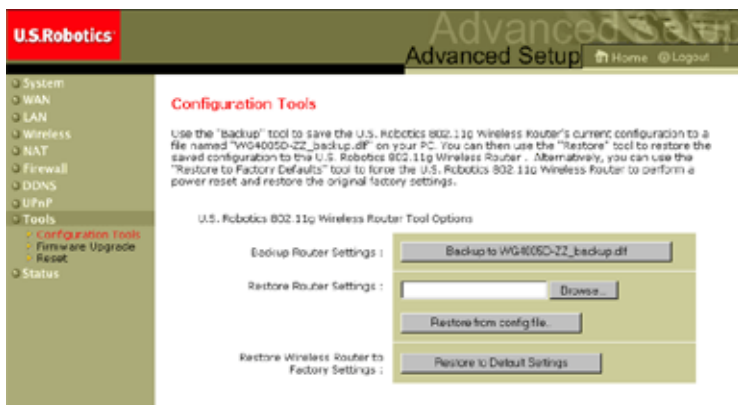 U.S.Robotics
Advanced Setup
Advanced Setup
Home
Logout
System
WAN
LAN
Wireless
NAT
Firewall
DDNS
UPnP
Tools
Configuration Tools
Firmware Upgrade
Reset
Status
Configuration Tools
Use the "Backup" tool to save the U.S. Robotics 802.11g Wireless Router's current configuration to a
file named "WG4005D-ZZ_backup.dlf" on your PC. You can then use the "Restore" tool to restore the
saved configuration to the U.S. Robotics 802.11g Wireless Router . Alternatively, you can use the
"Restore to Factory Defaults" tool to force the U.S. Robotics 802.11g Wireless Router to perform a
power reset and restore the original factory settings.
U.S. Robotics 802.11g Wireless Router Tool Options
Backup Router Settings :
Backup to WG4005D-ZZ_backup.dlf
Restore Router Settings :
Browse...
Restore from config file..
Restore Wireless Router to
Factory Settings :
Restore to Default Settings